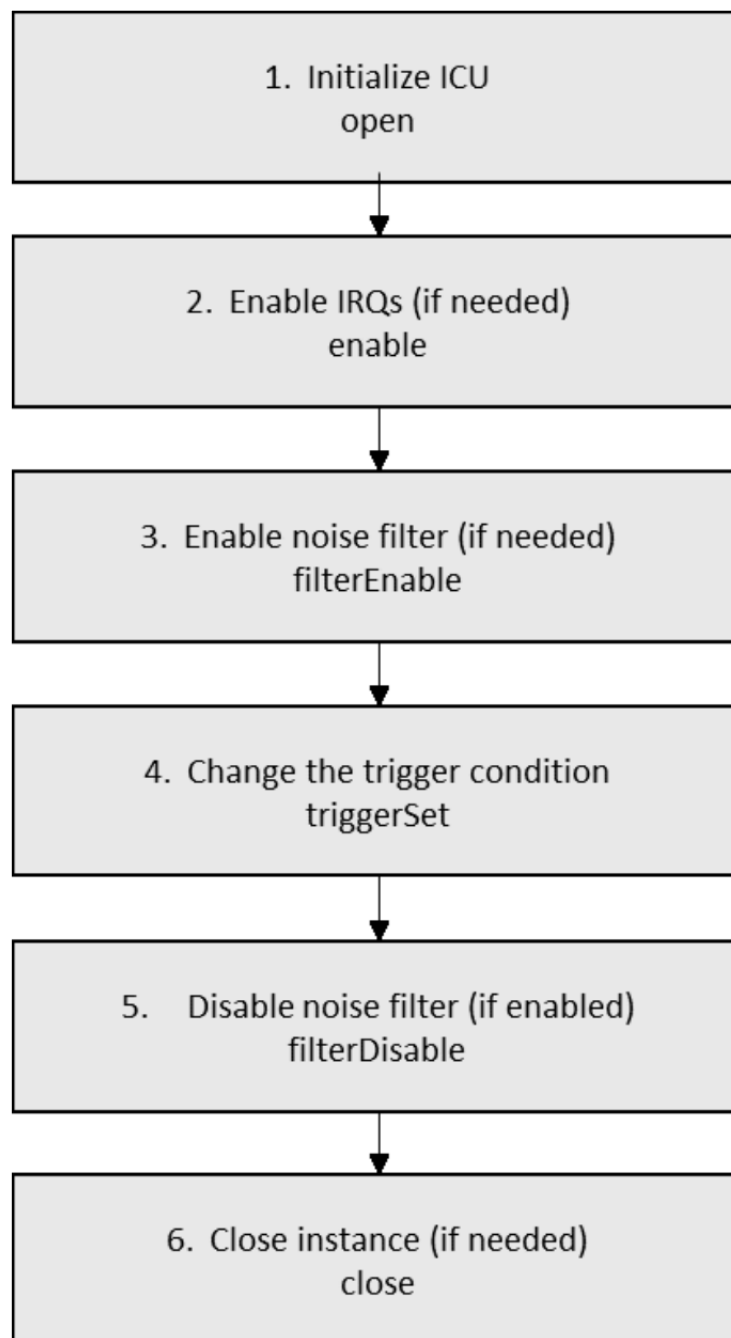 1. Initialize ICU
open
2. Enable IRQs (if needed)
enable
3. Enable noise filter (if needed)
filterEnable
4. Change the trigger condition
triggerSet
5. Disable noise filter (if enabled)
filterDisable
6. Close instance (if needed)
close